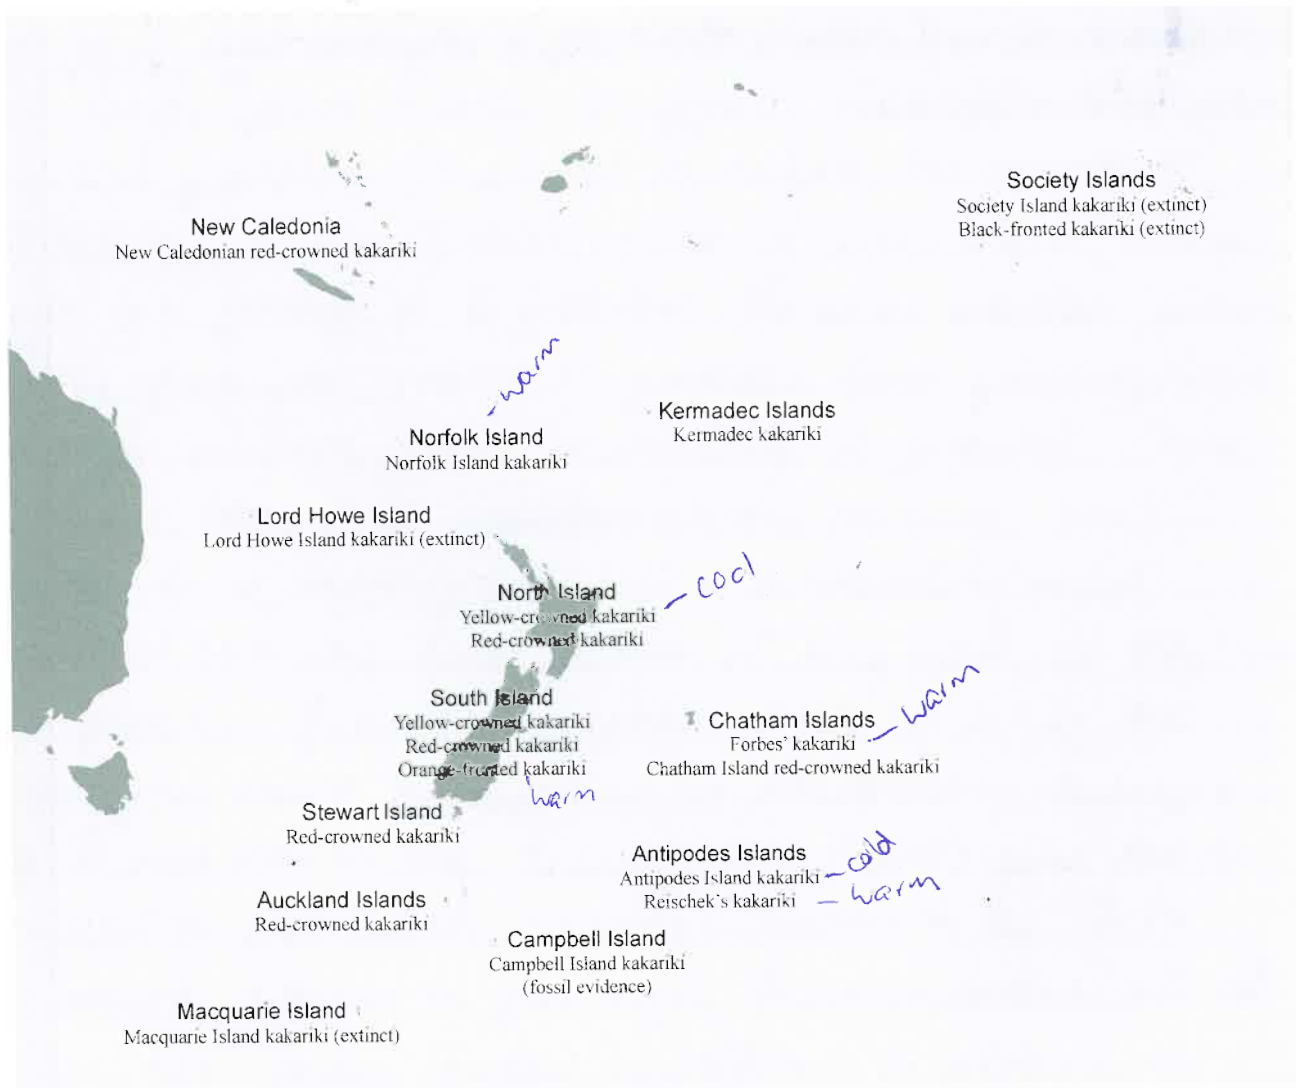 Society Islands
Society Island kakariki (extinct)
Black-fronted kakariki (extinct)
New Caledonia
New Caledonian red-crowned kakariki
warm
Norfolk Island
Norfolk Island kakariki
Kermadec Islands
Kermadec kakariki
Lord Howe Island
Lord Howe Island kakariki (extinct)
North Island
Yellow-crowned kakariki
Red-crowned kakariki
cool
South Island
Yellow-crowned kakariki
Red-crowned kakariki
Orange-fronted kakariki
warm
Chatham Islands
Forbes' kakariki
Chatham Island red-crowned kakariki
warm
Stewart Island
Red-crowned kakariki
Antipodes Islands
Antipodes Island kakariki
cold
Reischek's kakariki
warm
Auckland Islands
Red-crowned kakariki
Campbell Island
Campbell Island kakariki
(fossil evidence)
Macquarie Island
Macquarie Island kakariki (extinct)